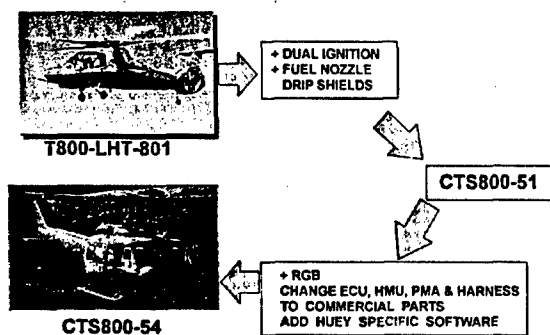 + DUAL IGNITION
+ FUEL NOZZLE
DRIP SHIELDS
T800-LHT-801
CTS800-51
+ RGB
CHANGE ECU, HMU, PMA & HARNESS
TO COMMERCIAL PARTS
ADD HUEY SPECIFIC SOFTWARE
CTS800-54